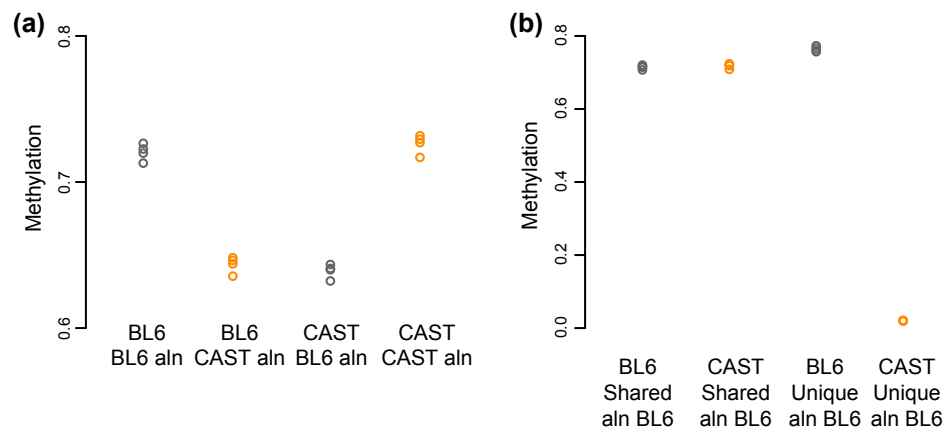 (a)
Methylation
0.8
0.7
0.6
BL6
BL6 aln
BL6
CAST aln
CAST
BL6 aln
CAST
CAST aln
(b)
Methylation
0.8
0.6
0.4
0.2
0.0
BL6
Shared
aln BL6
CAST
Shared
aln BL6
BL6
Unique
aln BL6
CAST
Unique
aln BL6